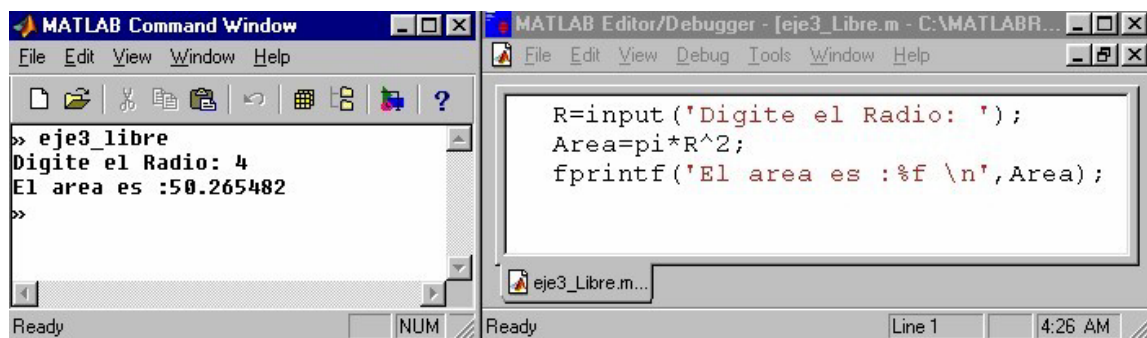 MATLAB Command Window
File Edit View Window Help
?
» eje3_libre
Digite el Radio: 4
El area es :50.265482
»
Ready NUM
MATLAB Editor/Debugger - [eje3_Libre.m - C:\MATLABR...
File Edit View Debug Tools Window Help
R=input('Digite el Radio: ');
Area=pi*R^2;
fprintf('El area es :%f \n',Area);
eje3_Libre.m...
Ready Line 1 4:26 AM